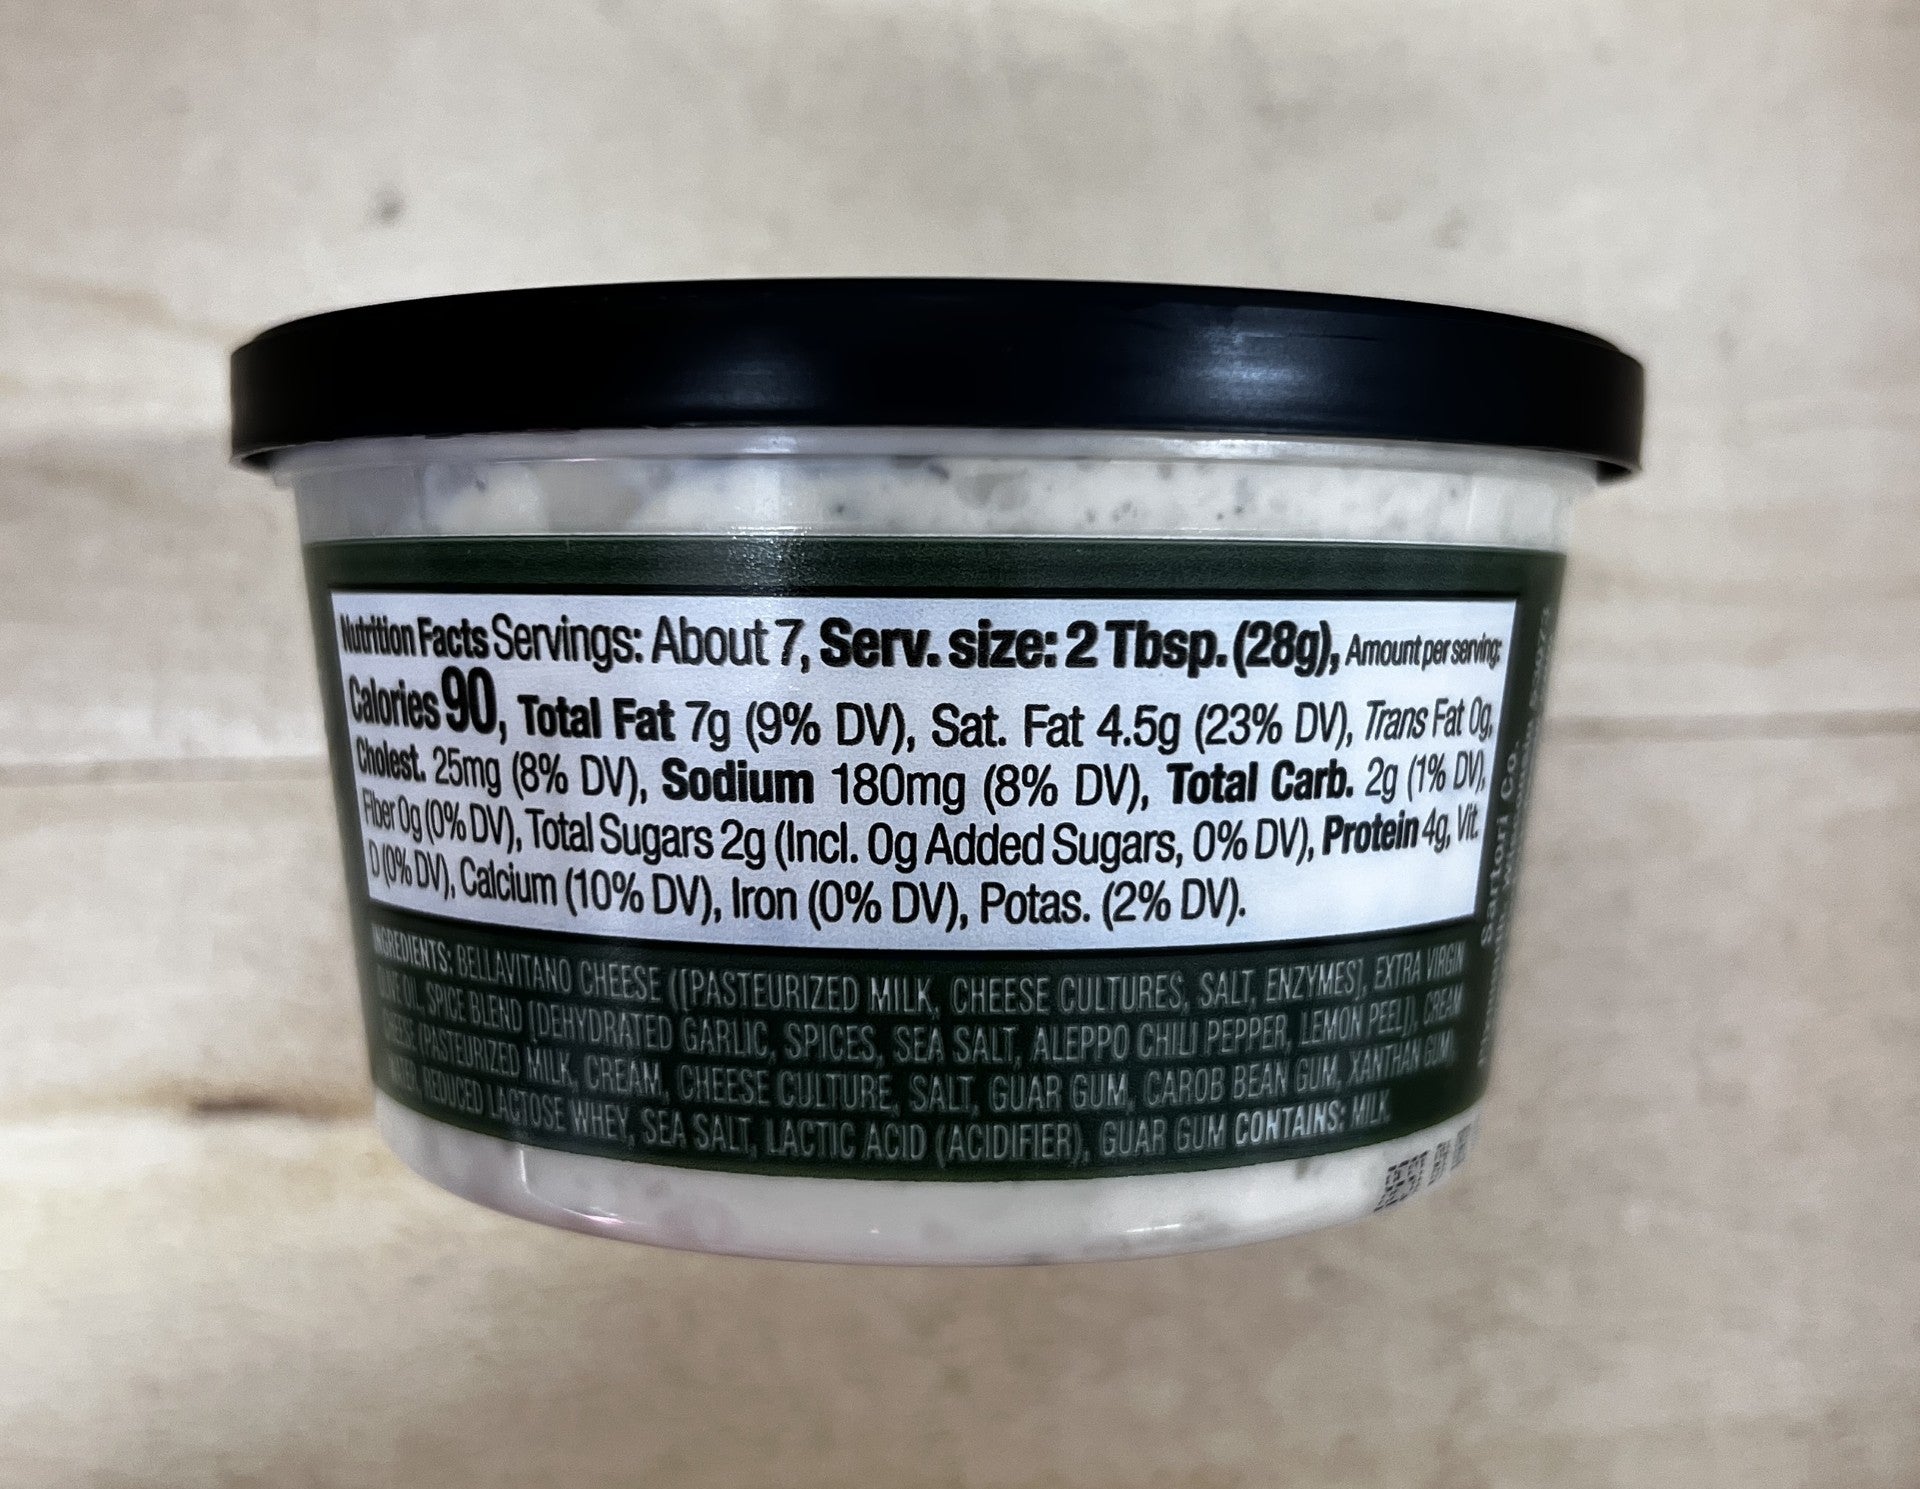 Nutrition Facts Servings: About 7, Serv. size: 2 Tbsp. (28g), Amount per serving:
Calories 90, Total Fat 7g (9% DV), Sat. Fat 4.5g (23% DV), Trans Fat 0g,
Cholest. 25mg (8% DV), Sodium 180mg (8% DV), Total Carb. 2g (1% DV),
Fiber 0g (0% DV), Total Sugars 2g (Incl. 0g Added Sugars, 0% DV), Protein 4g, Vit.
D (0% DV), Calcium (10% DV), Iron (0% DV), Potas. (2% DV).
INGREDIENTS: BELLAVITANO CHEESE ([PASTEURIZED MILK, CHEESE CULTURES, SALT, ENZYMES], EXTRA VIRGIN
OLIVE OIL, SPICE BLEND [DEHYDRATED GARLIC, SPICES, SEA SALT, ALEPPO CHILI PEPPER, LEMON PEEL]), CREAM
CHEESE (PASTEURIZED MILK, CREAM, CHEESE CULTURE, SALT, GUAR GUM, CAROB BEAN GUM, XANTHAN GUM),
WATER, REDUCED LACTOSE WHEY, SEA SALT, LACTIC ACID (ACIDIFIER), GUAR GUM CONTAINS: MILK
Sartori Co.